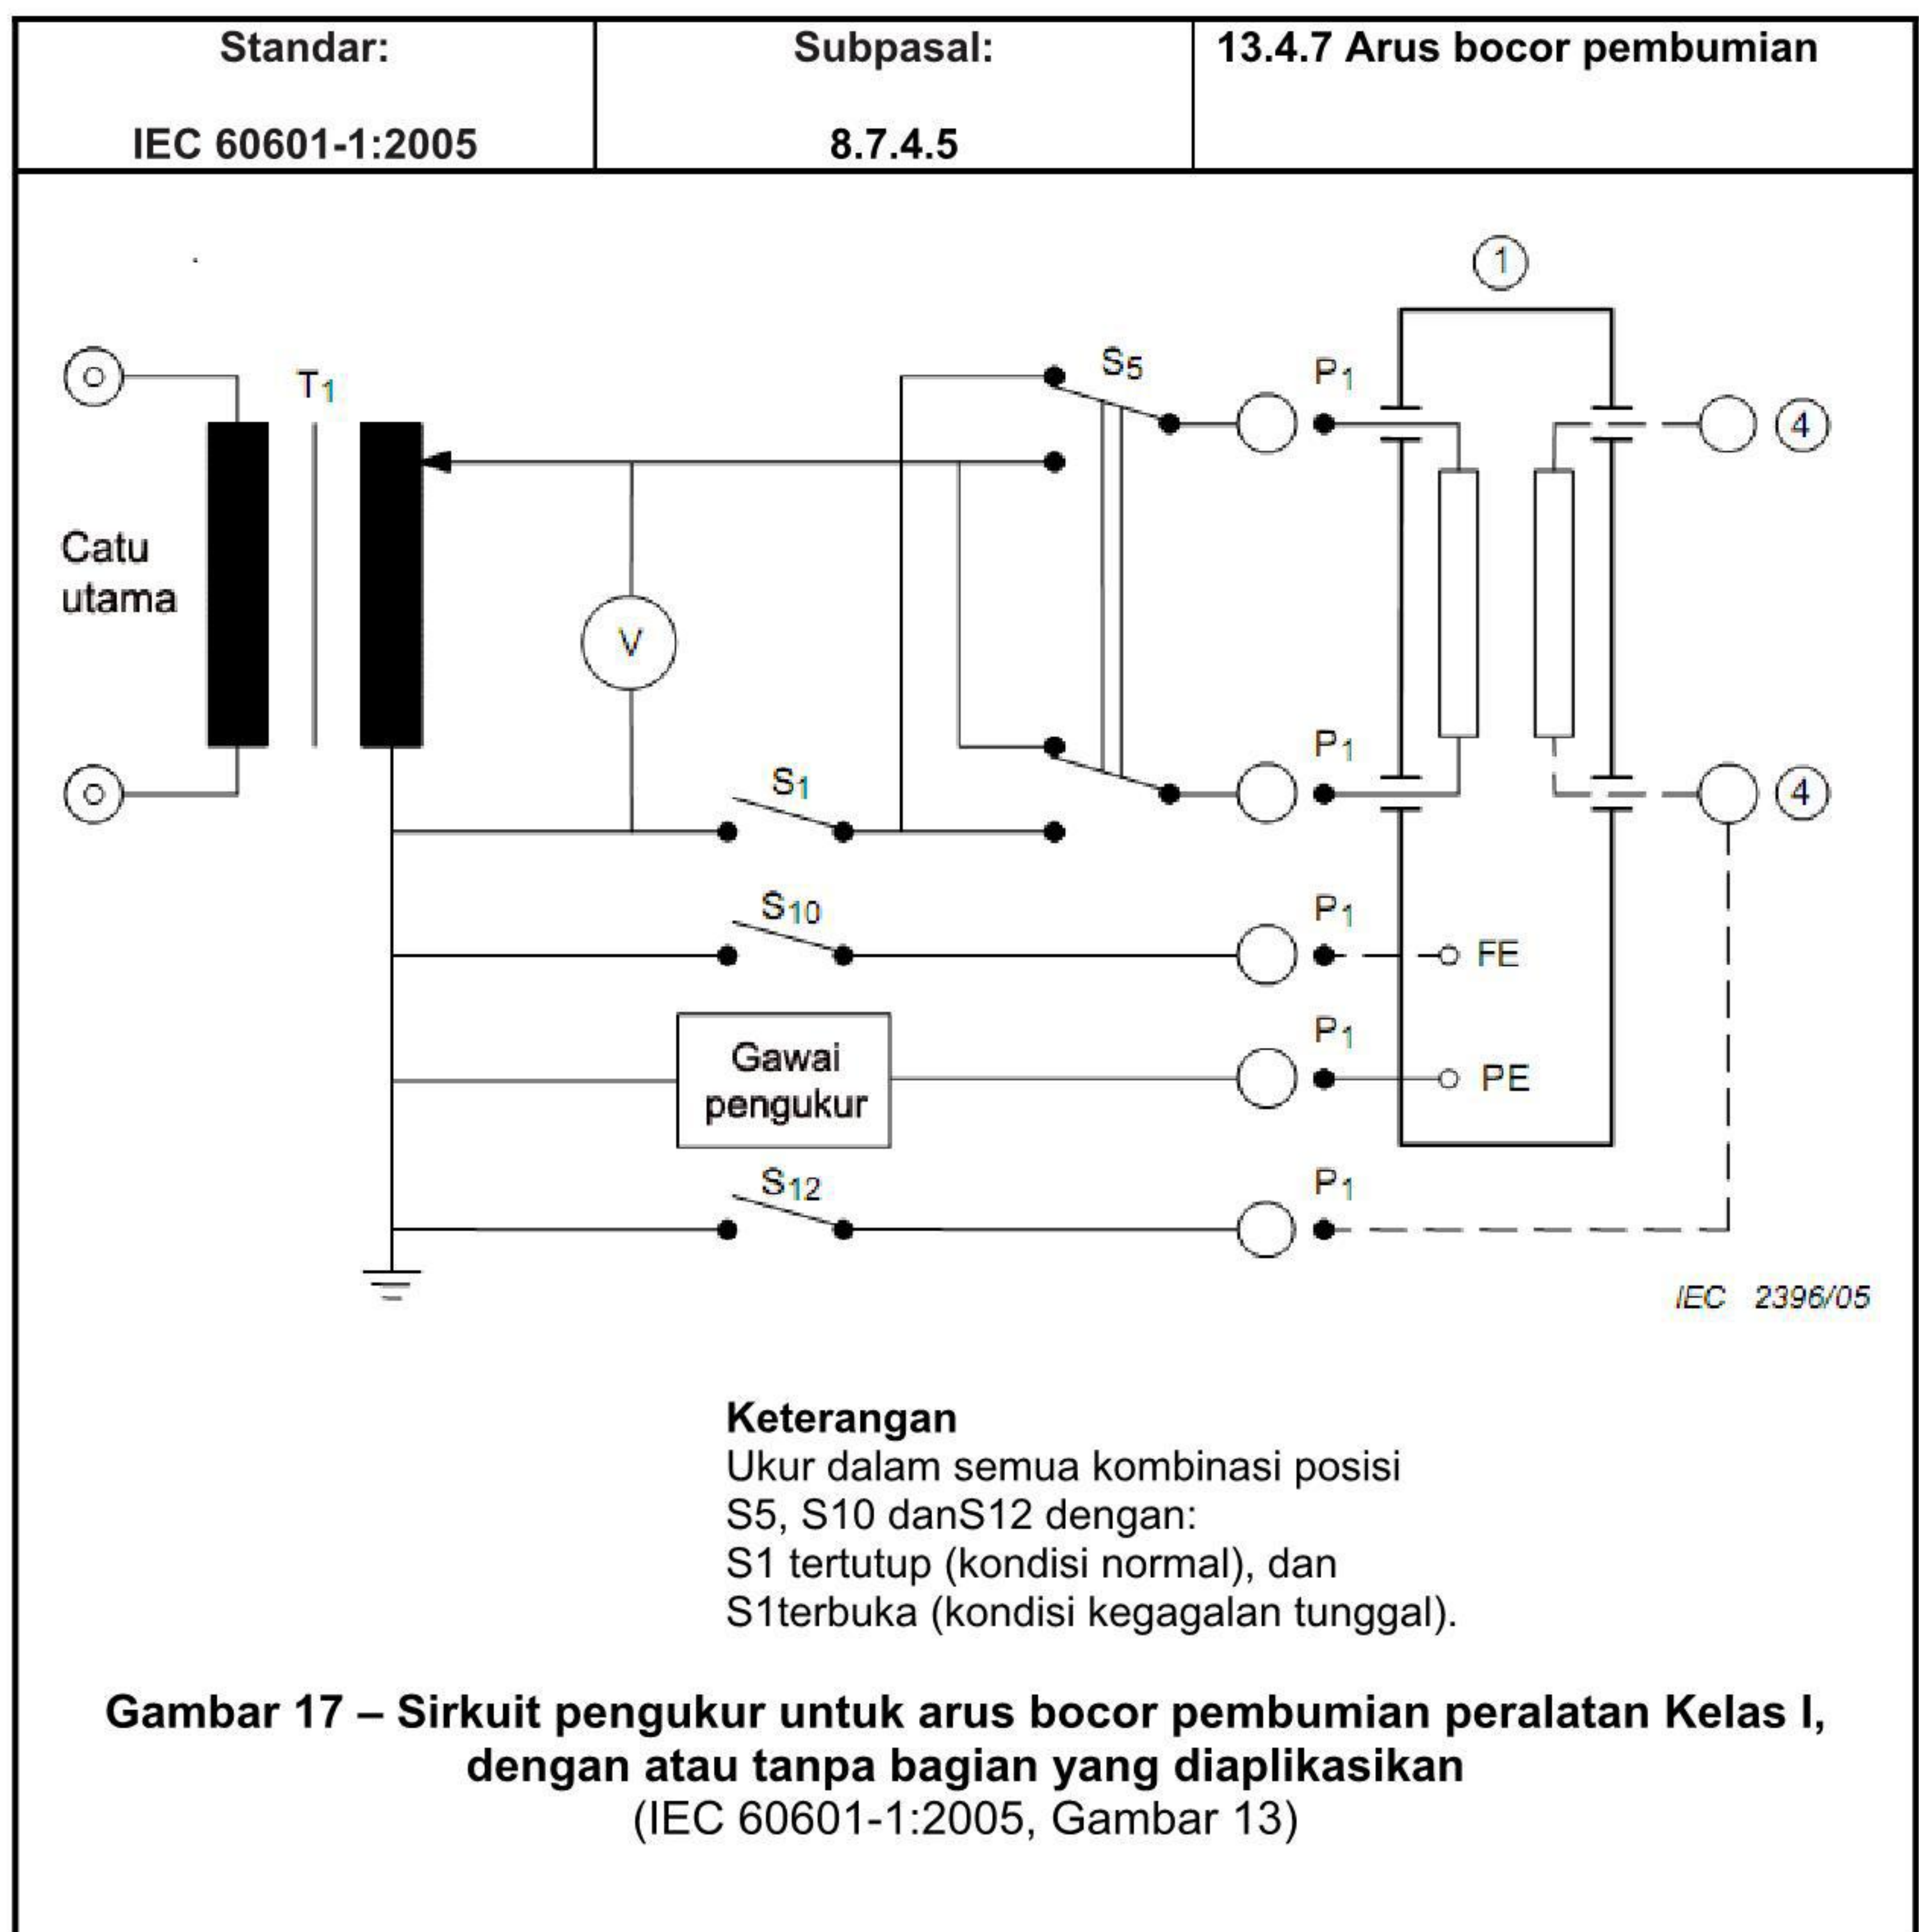 Standar:
IEC 60601-1:2005
Subpasal:
8.7.4.5
13.4.7 Arus bocor pembumian
1
T1
S5
P1
4
Catu
utama
V
P1
S1
4
S10
P1
FE
Gawai
pengukur
P1
PE
S12
P1
IEC 2396/05
Keterangan
Ukur dalam semua kombinasi posisi
S5, S10 danS12 dengan:
S1 tertutup (kondisi normal), dan
S1terbuka (kondisi kegagalan tunggal).
Gambar 17 – Sirkuit pengukur untuk arus bocor pembumian peralatan Kelas I,
dengan atau tanpa bagian yang diaplikasikan
(IEC 60601-1:2005, Gambar 13)